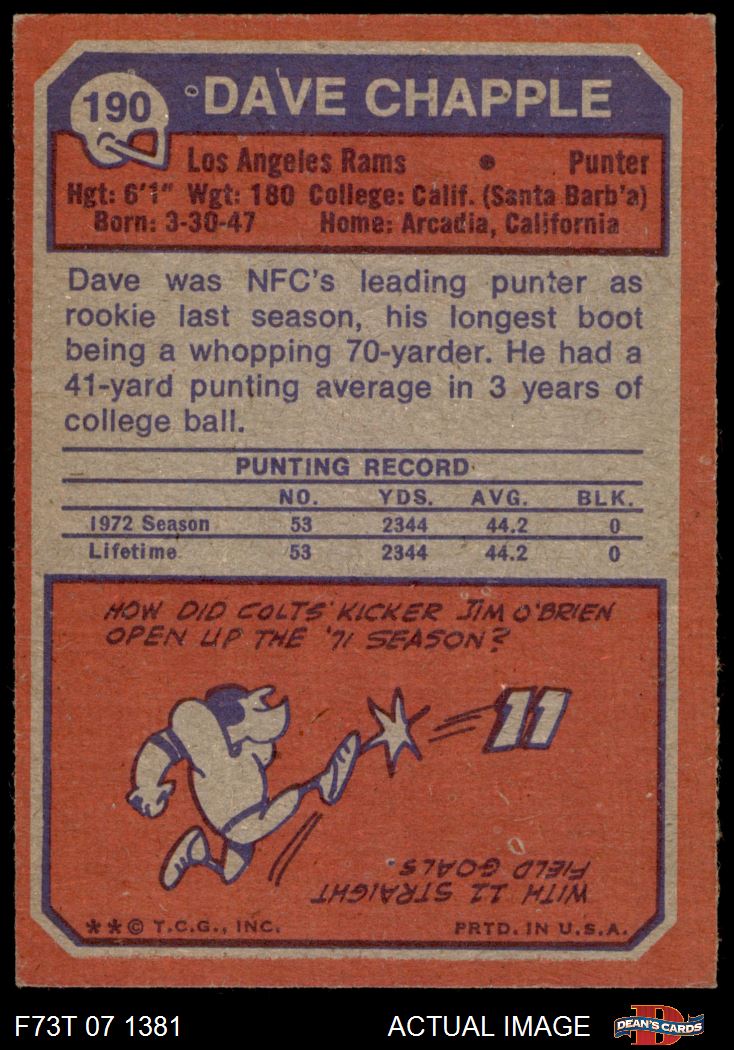 190
DAVE CHAPPLE
Los Angeles Rams • Punter
Hgt: 6'1" Wgt: 180 College: Calif. (Santa Barb'a)
Born: 3-30-47 Home: Arcadia, California
Dave was NFC's leading punter as
rookie last season, his longest boot
being a whopping 70-yarder. He had a
41-yard punting average in 3 years of
college ball.
PUNTING RECORD
NO. YDS. AVG. BLK.
1972 Season 53 2344 44.2 0
Lifetime 53 2344 44.2 0
HOW DID COLTS' KICKER JIM O'BRIEN
OPEN UP THE '71 SEASON?
11
WITH 11 STRAIGHT
FIELD GOALS.
**© T.C.G., INC. PRTD. IN U.S.A.
F73T 07 1381 ACTUAL IMAGE
D
DEAN'S CARDS